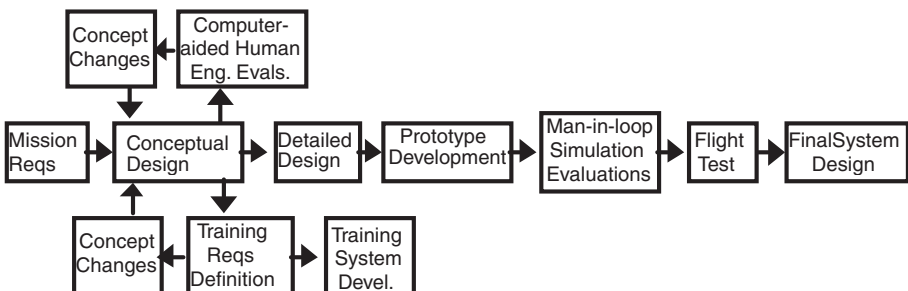 Concept
Changes
Computer-
aided Human
Eng. Evals.
Mission
Reqs
Conceptual
Design
Detailed
Design
Prototype
Development
Man-in-loop
Simulation
Evaluations
Flight
Test
FinalSystem
Design
Concept
Changes
Training
Reqs
Definition
Training
System
Devel.